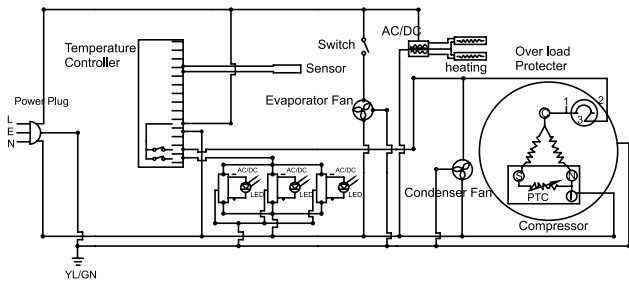 AC/DC
Temperature
Controller
Switch
Sensor
heating
Over load
Protecter
Evaporator Fan
Power Plug
L
E
N
1
2
3
AC/DC
AC/DC
AC/DC
LED
LED
LED
Condenser Fan
S
N
PTC
Compressor
YL/GN